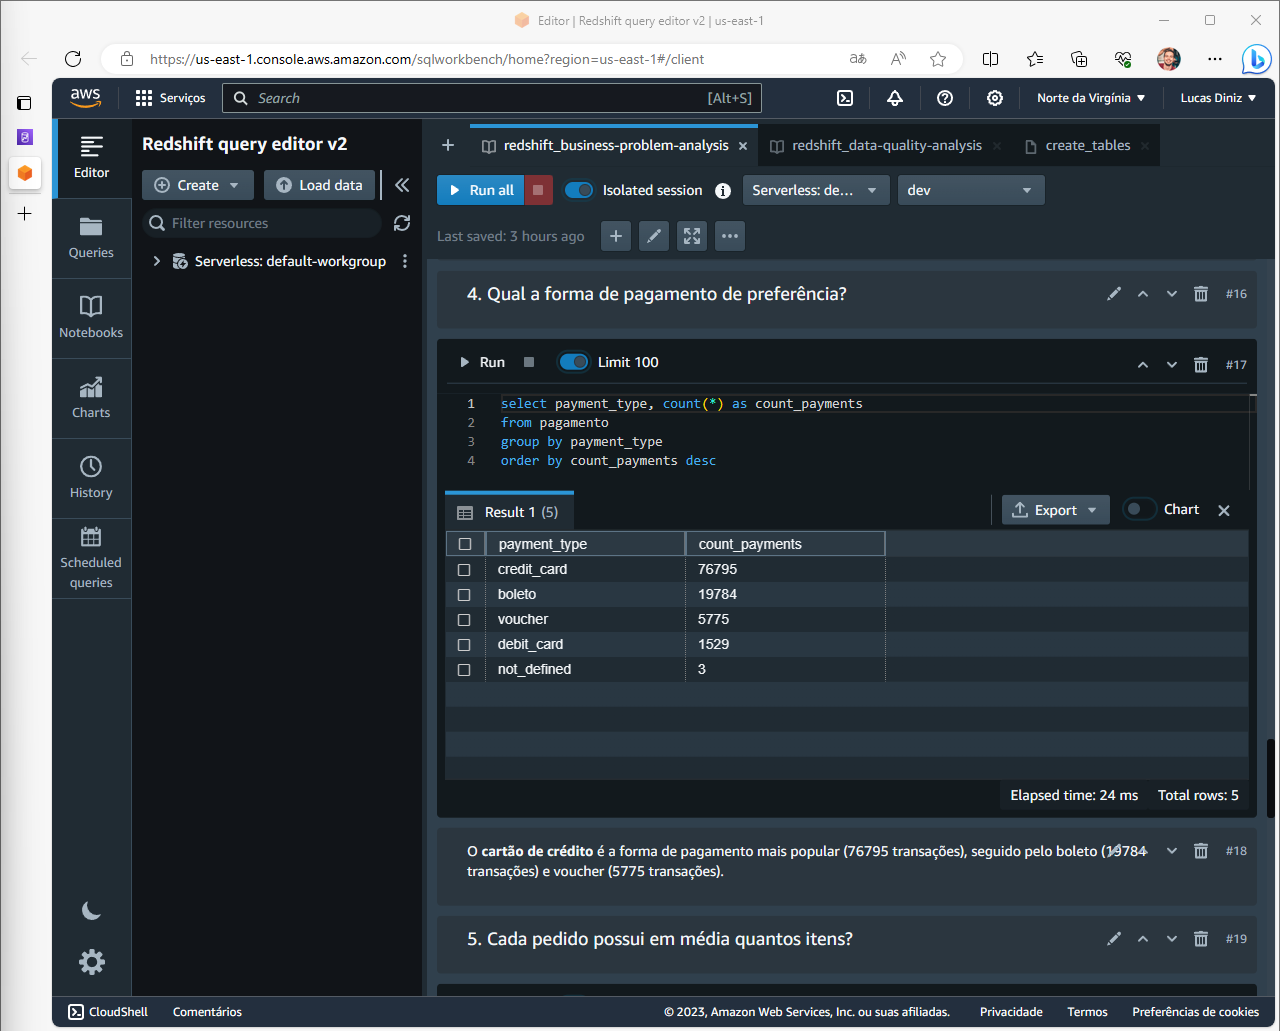 Editor | Redshift query editor v2 | us-east-1
https://us-east-1.console.aws.amazon.com/sqlworkbench/home?region=us-east-1#/client
aws
Serviços
Search
[Alt+S]
Norte da Virgínia
Lucas Diniz
Editor
Queries
Notebooks
Charts
History
Scheduled
queries
Redshift query editor v2
Create
Load data
Filter resources
Serverless: default-workgroup
redshift_business-problem-analysis
redshift_data-quality-analysis
create_tables
Run all
Isolated session
Serverless: de...
dev
Last saved: 3 hours ago
4. Qual a forma de pagamento de preferência?
#16
Run
Limit 100
#17
1 select payment_type, count(*) as count_payments
2 from pagamento
3 group by payment_type
4 order by count_payments desc
Result 1 (5)
Export
Chart
payment_type count_payments
credit_card 76795
boleto 19784
voucher 5775
debit_card 1529
not_defined 3
Elapsed time: 24 ms Total rows: 5
O cartão de crédito é a forma de pagamento mais popular (76795 transações), seguido pelo boleto (19784
transações) e voucher (5775 transações).
#18
5. Cada pedido possui em média quantos itens?
#19
CloudShell
Comentários
© 2023, Amazon Web Services, Inc. ou suas afiliadas.
Privacidade
Termos
Preferências de cookies